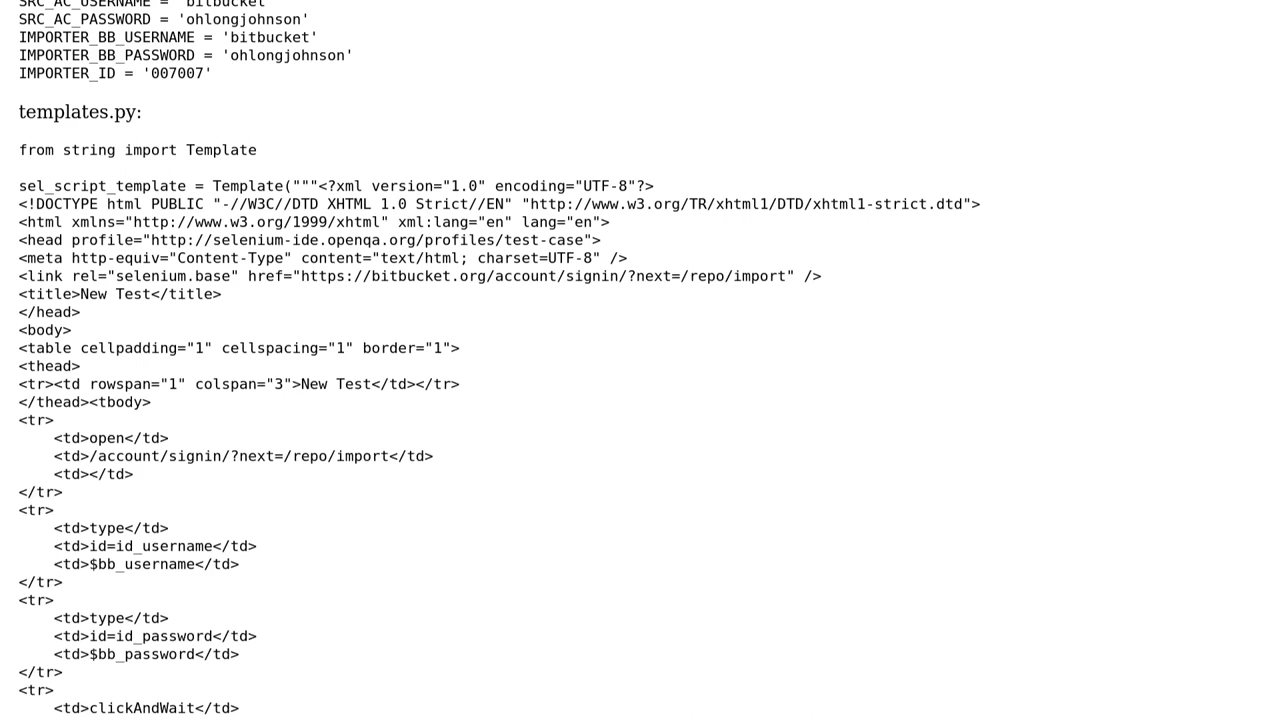 SRC_AC_USERNAME = 'bitbucket'
SRC_AC_PASSWORD = 'ohlongjohnson'
IMPORTER_BB_USERNAME = 'bitbucket'
IMPORTER_BB_PASSWORD = 'ohlongjohnson'
IMPORTER_ID = '007007'
templates.py:
from string import Template
sel_script_template = Template("""<?xml version="1.0" encoding="UTF-8"?>
<!DOCTYPE html PUBLIC "-//W3C//DTD XHTML 1.0 Strict//EN" "http://www.w3.org/TR/xhtml1/DTD/xhtml1-strict.dtd">
<html xmlns="http://www.w3.org/1999/xhtml" xml:lang="en" lang="en">
<head profile="http://selenium-ide.openqa.org/profiles/test-case">
<meta http-equiv="Content-Type" content="text/html; charset=UTF-8" />
<link rel="selenium.base" href="https://bitbucket.org/account/signin/?next=/repo/import" />
<title>New Test</title>
</head>
<body>
<table cellpadding="1" cellspacing="1" border="1">
<thead>
<tr><td rowspan="1" colspan="3">New Test</td></tr>
</thead><tbody>
<tr>
    <td>open</td>
    <td>/account/signin/?next=/repo/import</td>
    <td></td>
</tr>
<tr>
    <td>type</td>
    <td>id=id_username</td>
    <td>$bb_username</td>
</tr>
<tr>
    <td>type</td>
    <td>id=id_password</td>
    <td>$bb_password</td>
</tr>
<tr>
    <td>clickAndWait</td>